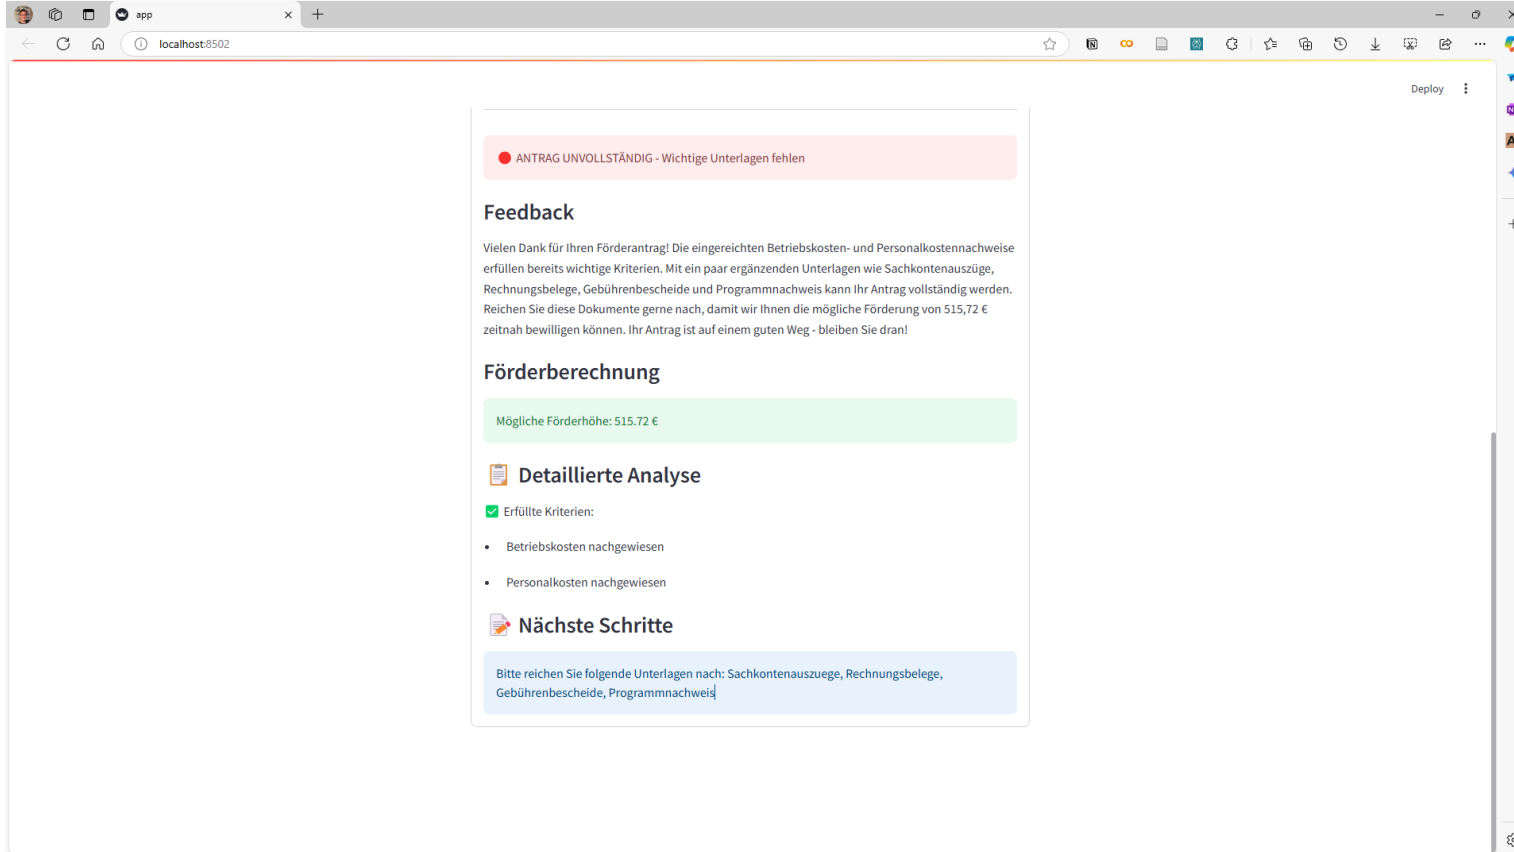 app
localhost:8502
Deploy
ANTRAG UNVOLLSTÄNDIG - Wichtige Unterlagen fehlen
Feedback
Vielen Dank für Ihren Förderantrag! Die eingereichten Betriebskosten- und Personalkostennachweise
erfüllen bereits wichtige Kriterien. Mit ein paar ergänzenden Unterlagen wie Sachkontenauszüge,
Rechnungsbelege, Gebührenbescheide und Programmnachweis kann Ihr Antrag vollständig werden.
Reichen Sie diese Dokumente gerne nach, damit wir Ihnen die mögliche Förderung von 515,72 €
zeitnah bewilligen können. Ihr Antrag ist auf einem guten Weg - bleiben Sie dran!
Förderberechnung
Mögliche Förderhöhe: 515.72 €
Detaillierte Analyse
Erfüllte Kriterien:
• Betriebskosten nachgewiesen
• Personalkosten nachgewiesen
Nächste Schritte
Bitte reichen Sie folgende Unterlagen nach: Sachkontenauszuege, Rechnungsbelege,
Gebührenbescheide, Programmnachweis